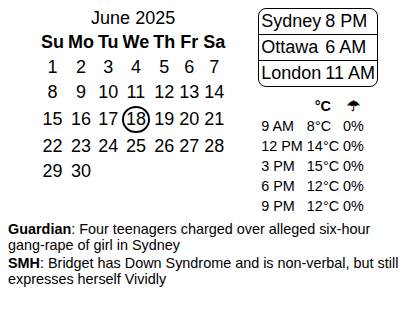 June 2025
Su Mo Tu We Th Fr Sa
1 2 3 4 5 6 7
8 9 10 11 12 13 14
15 16 17 18 19 20 21
22 23 24 25 26 27 28
29 30
Sydney 8 PM
Ottawa 6 AM
London 11 AM
°C ☂
9 AM 8°C 0%
12 PM 14°C 0%
3 PM 15°C 0%
6 PM 12°C 0%
9 PM 12°C 0%
Guardian: Four teenagers charged over alleged six-hour
gang-rape of girl in Sydney
SMH: Bridget has Down Syndrome and is non-verbal, but still
expresses herself Vividly